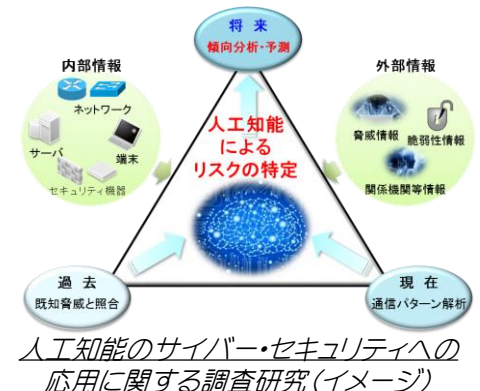 将 来
傾向分析・予測
内部情報
ネットワーク
サーバ
端末
セキュリティ機器
外部情報
脅威情報
脆弱性情報
関係機関等情報
人工知能
による
リスクの特定
過 去
既知脅威と照合
現 在
通信パターン解析
人工知能のサイバー・セキュリティへの
応用に関する調査研究(イメージ)